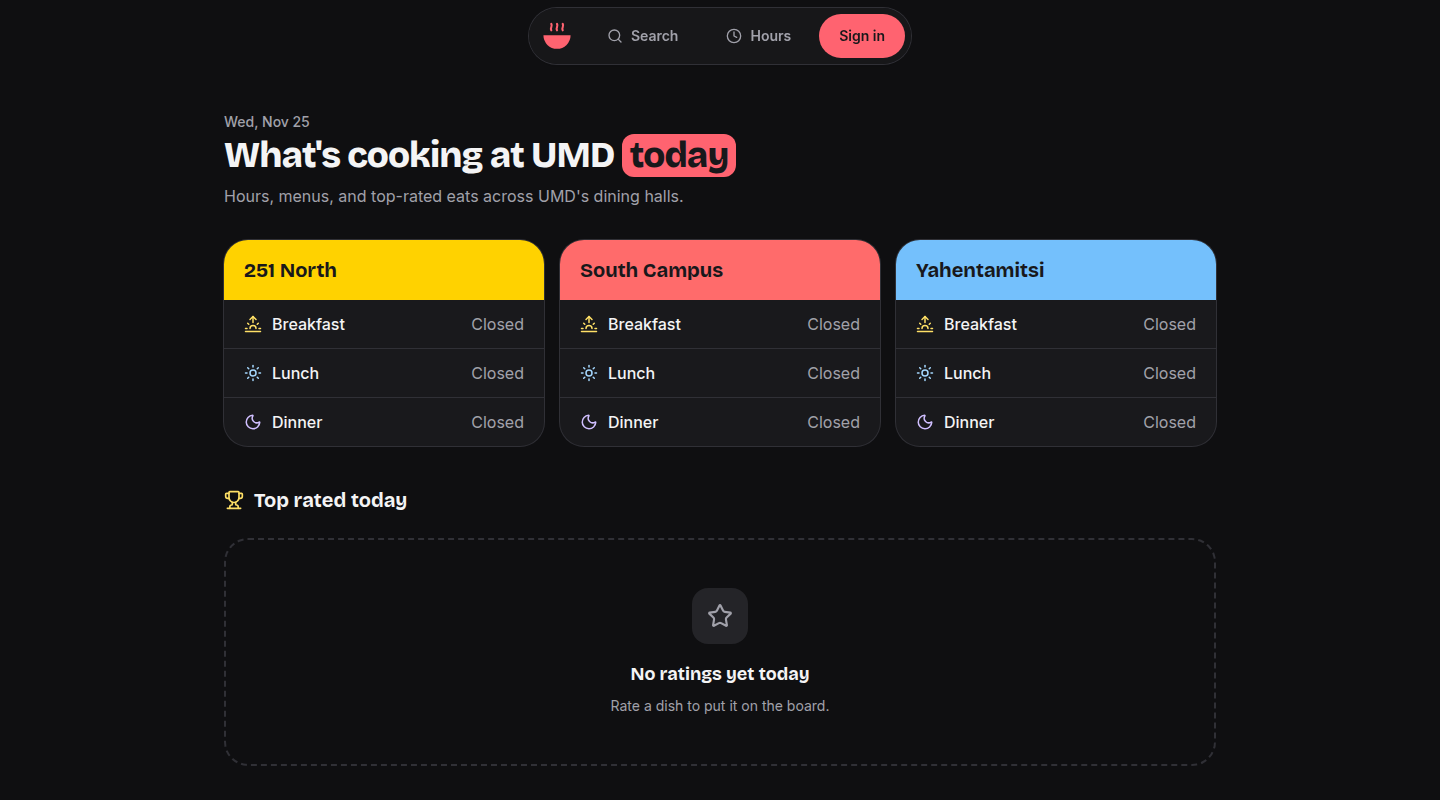 Search
Hours
Sign in
Wed, Nov 25
What's cooking at UMD today
Hours, menus, and top-rated eats across UMD's dining halls.
251 North
Breakfast Closed
Lunch Closed
Dinner Closed
South Campus
Breakfast Closed
Lunch Closed
Dinner Closed
Yahentamitsi
Breakfast Closed
Lunch Closed
Dinner Closed
Top rated today
No ratings yet today
Rate a dish to put it on the board.